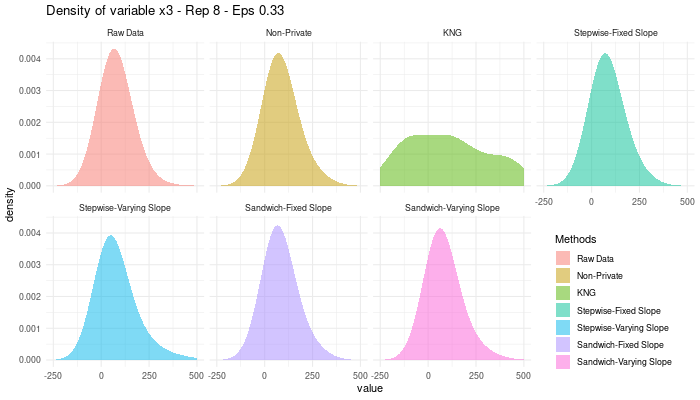 Density of variable x3 - Rep 8 - Eps 0.33
Raw Data
Non-Private
KNG
Stepwise-Fixed Slope
0.004
0.003
0.002
0.001
0.000
-250 0 250 500
density
Stepwise-Varying Slope
Sandwich-Fixed Slope
Sandwich-Varying Slope
0.004
0.003
0.002
0.001
0.000
-250 0 250 500
-250 0 250 500
-250 0 250 500
value
Methods
Raw Data
Non-Private
KNG
Stepwise-Fixed Slope
Stepwise-Varying Slope
Sandwich-Fixed Slope
Sandwich-Varying Slope